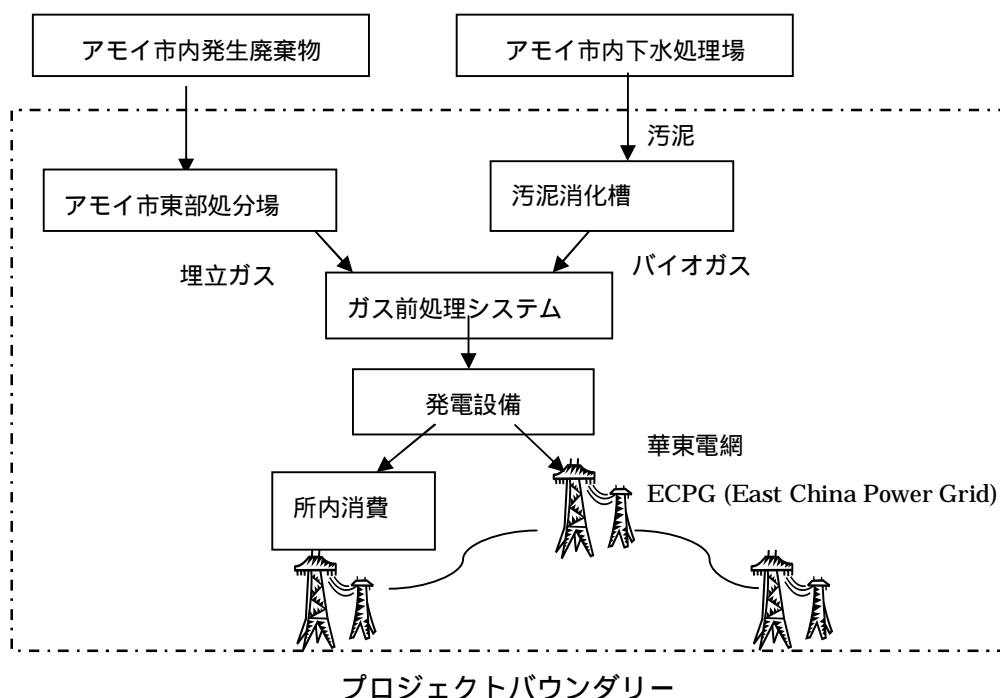 アモイ市内発生廃棄物
アモイ市内下水処理場
汚泥
アモイ市東部処分場
汚泥消化槽
埋立ガス
バイオガス
ガス前処理システム
発電設備
華東電網
ECPG (East China Power Grid)
所内消費
プロジェクトバウンダリー